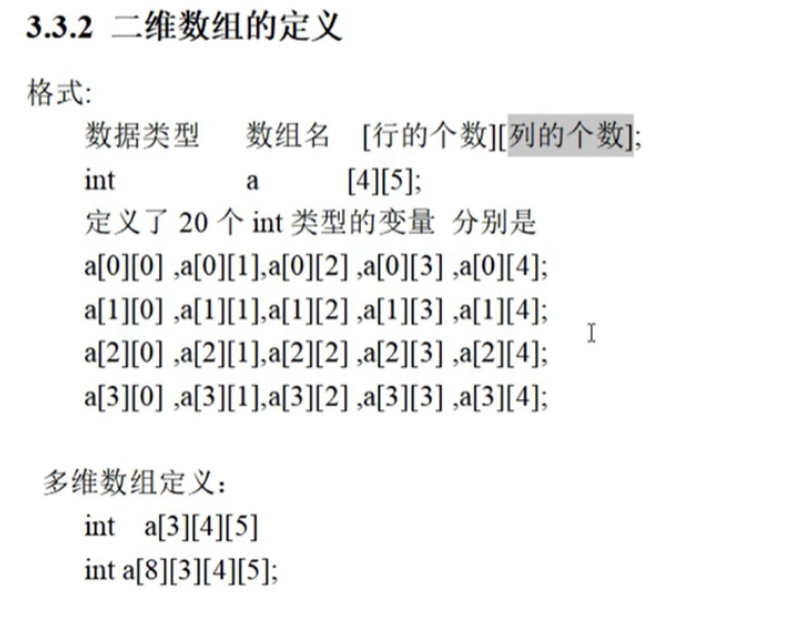 3.3.2 二维数组的定义
格式:
数据类型 数组名 [行的个数][列的个数];
int a [4][5];
定义了 20 个 int 类型的变量 分别是
a[0][0] ,a[0][1],a[0][2] ,a[0][3] ,a[0][4];
a[1][0] ,a[1][1],a[1][2] ,a[1][3] ,a[1][4];
a[2][0] ,a[2][1],a[2][2] ,a[2][3] ,a[2][4];
a[3][0] ,a[3][1],a[3][2] ,a[3][3] ,a[3][4];
多维数组定义：
int a[3][4][5]
int a[8][3][4][5];